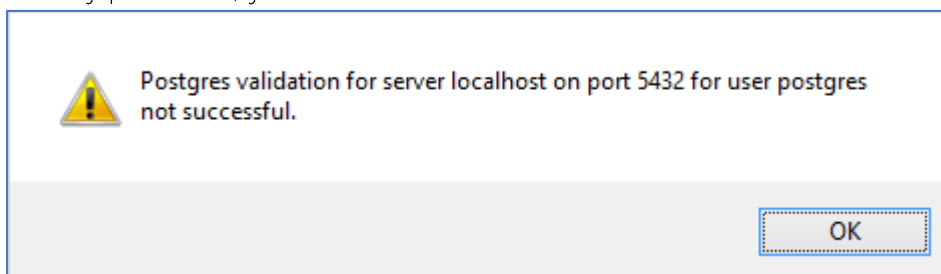 Postgres validation for server localhost on port 5432 for user postgres
not successful.
OK